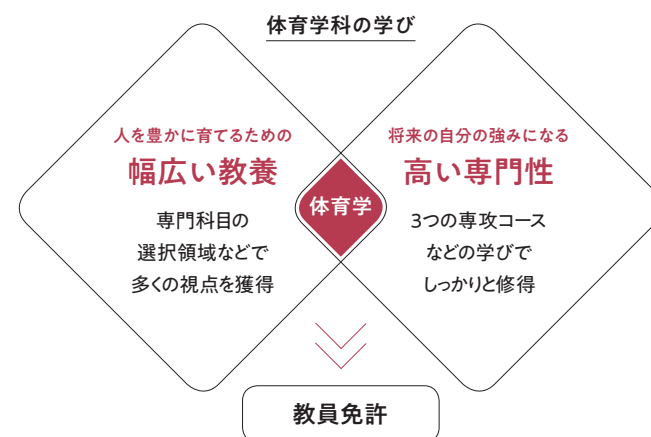 体育学科の学び
人を豊かに育てるための
幅広い教養
専門科目の
選択領域などで
多くの視点を獲得
体育学
将来の自分の強みになる
高い専門性
3つの専攻コース
などの学びで
しっかりと修得
教員免許